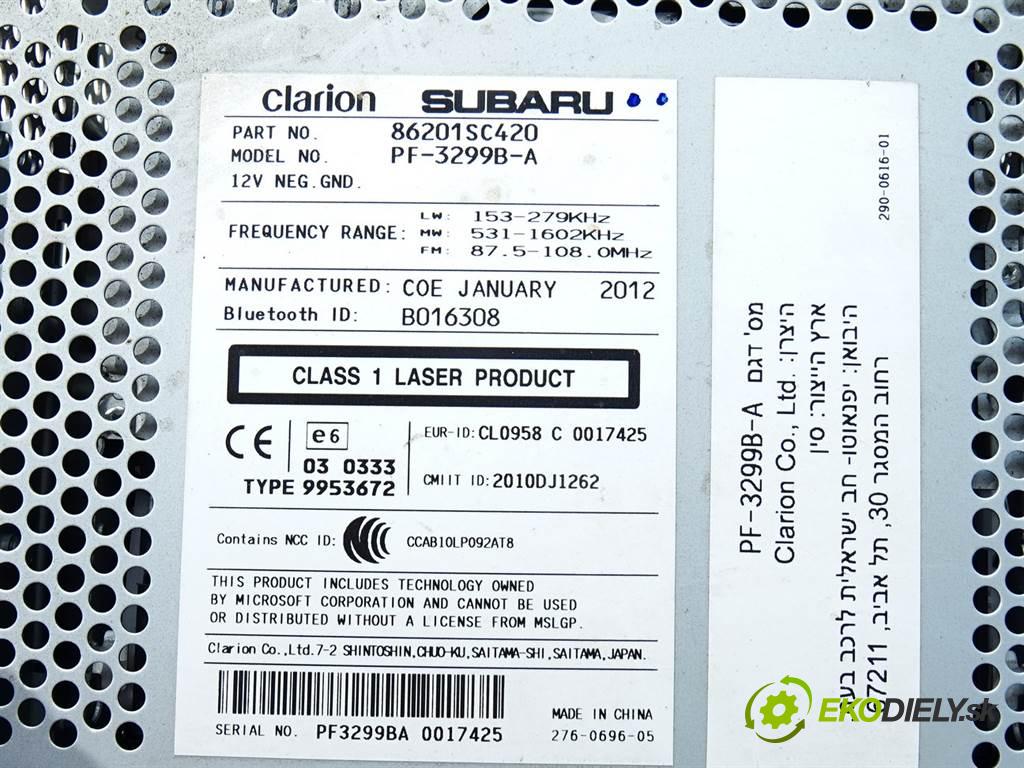 clarion SUBARU
PART NO. 86201SC420
MODEL NO. PF-3299B-A
12V NEG.GND.
FREQUENCY RANGE: LW: 153-279KHz
MW: 531-1602KHz
FM: 87.5-108.0MHz
MANUFACTURED: COE JANUARY 2012
Bluetooth ID: B016308
CLASS 1 LASER PRODUCT
CE e6
03 0333
TYPE 9953672
EUR-ID: CL0958 C 0017425
CMIIT ID: 2010DJ1262
Contains NCC ID: CCAB10LP092AT8
THIS PRODUCT INCLUDES TECHNOLOGY OWNED
BY MICROSOFT CORPORATION AND CANNOT BE USED
OR DISTRIBUTED WITHOUT A LICENSE FROM MSLGP.
Clarion Co.,Ltd.7-2 SHINTOSHIN,CHUO-KU,SAITAMA-SHI,SAITAMA,JAPAN.
SERIAL NO. PF3299BA 0017425
MADE IN CHINA
276-0696-05
מס' דגם PF-3299B-A
היצרן: Clarion Co., Ltd.
ארץ הייצור: סין
היבואן: יפנאוטו- חב ישראלית לרכב בע
רחוב המסגר 30, תל אביב,
67211
290-0616-01
EKODIELY.sk